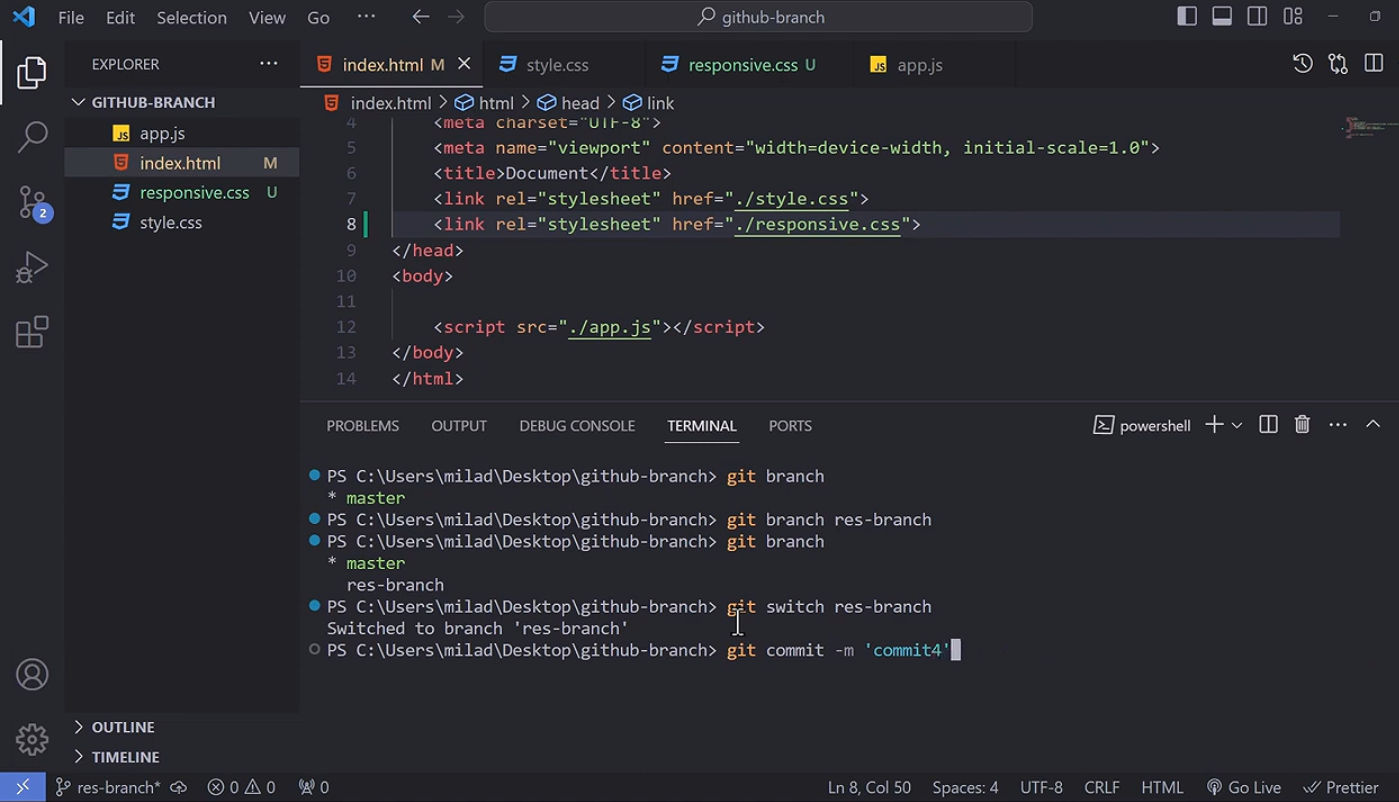 File Edit Selection View Go ··· github-branch
EXPLORER ···
GITHUB-BRANCH
JS app.js
index.html M
responsive.css U
style.css
2
OUTLINE
TIMELINE
index.html M style.css responsive.css U JS app.js
index.html > html > head > link
4 <meta charset="UTF-8">
5 <meta name="viewport" content="width=device-width, initial-scale=1.0">
6 <title>Document</title>
7 <link rel="stylesheet" href="./style.css">
8 <link rel="stylesheet" href="./responsive.css">
9 </head>
10 <body>
11
12 <script src="./app.js"></script>
13 </body>
14 </html>
PROBLEMS OUTPUT DEBUG CONSOLE TERMINAL PORTS powershell
PS C:\Users\milad\Desktop\github-branch> git branch
* master
PS C:\Users\milad\Desktop\github-branch> git branch res-branch
PS C:\Users\milad\Desktop\github-branch> git branch
* master
res-branch
PS C:\Users\milad\Desktop\github-branch> git switch res-branch
Switched to branch 'res-branch'
PS C:\Users\milad\Desktop\github-branch> git commit -m 'commit4'
res-branch* 0 0 0 Ln 8, Col 50 Spaces: 4 UTF-8 CRLF HTML Go Live Prettier